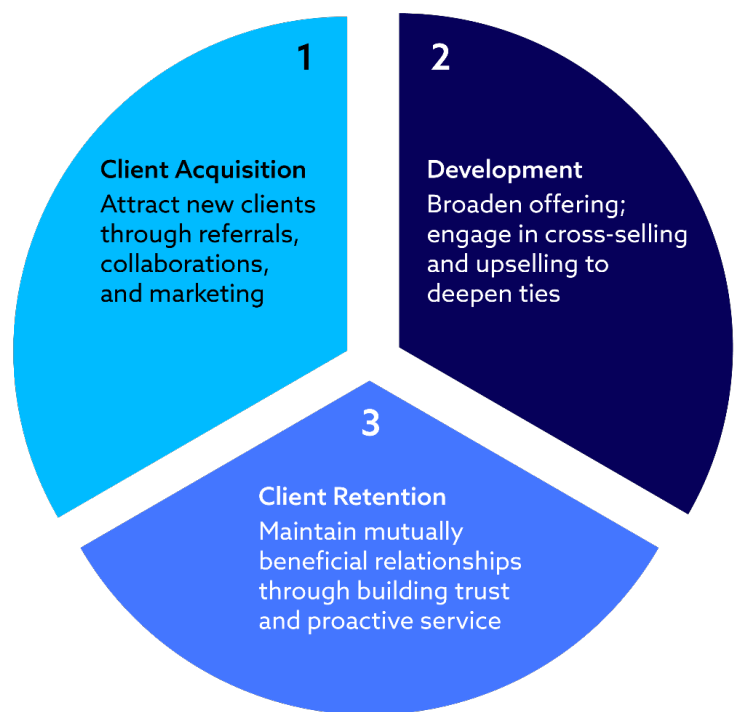 1
Client Acquisition
Attract new clients
through referrals,
collaborations,
and marketing
2
Development
Broaden offering;
engage in cross-selling
and upselling to
deepen ties
3
Client Retention
Maintain mutually
beneficial relationships
through building trust
and proactive service